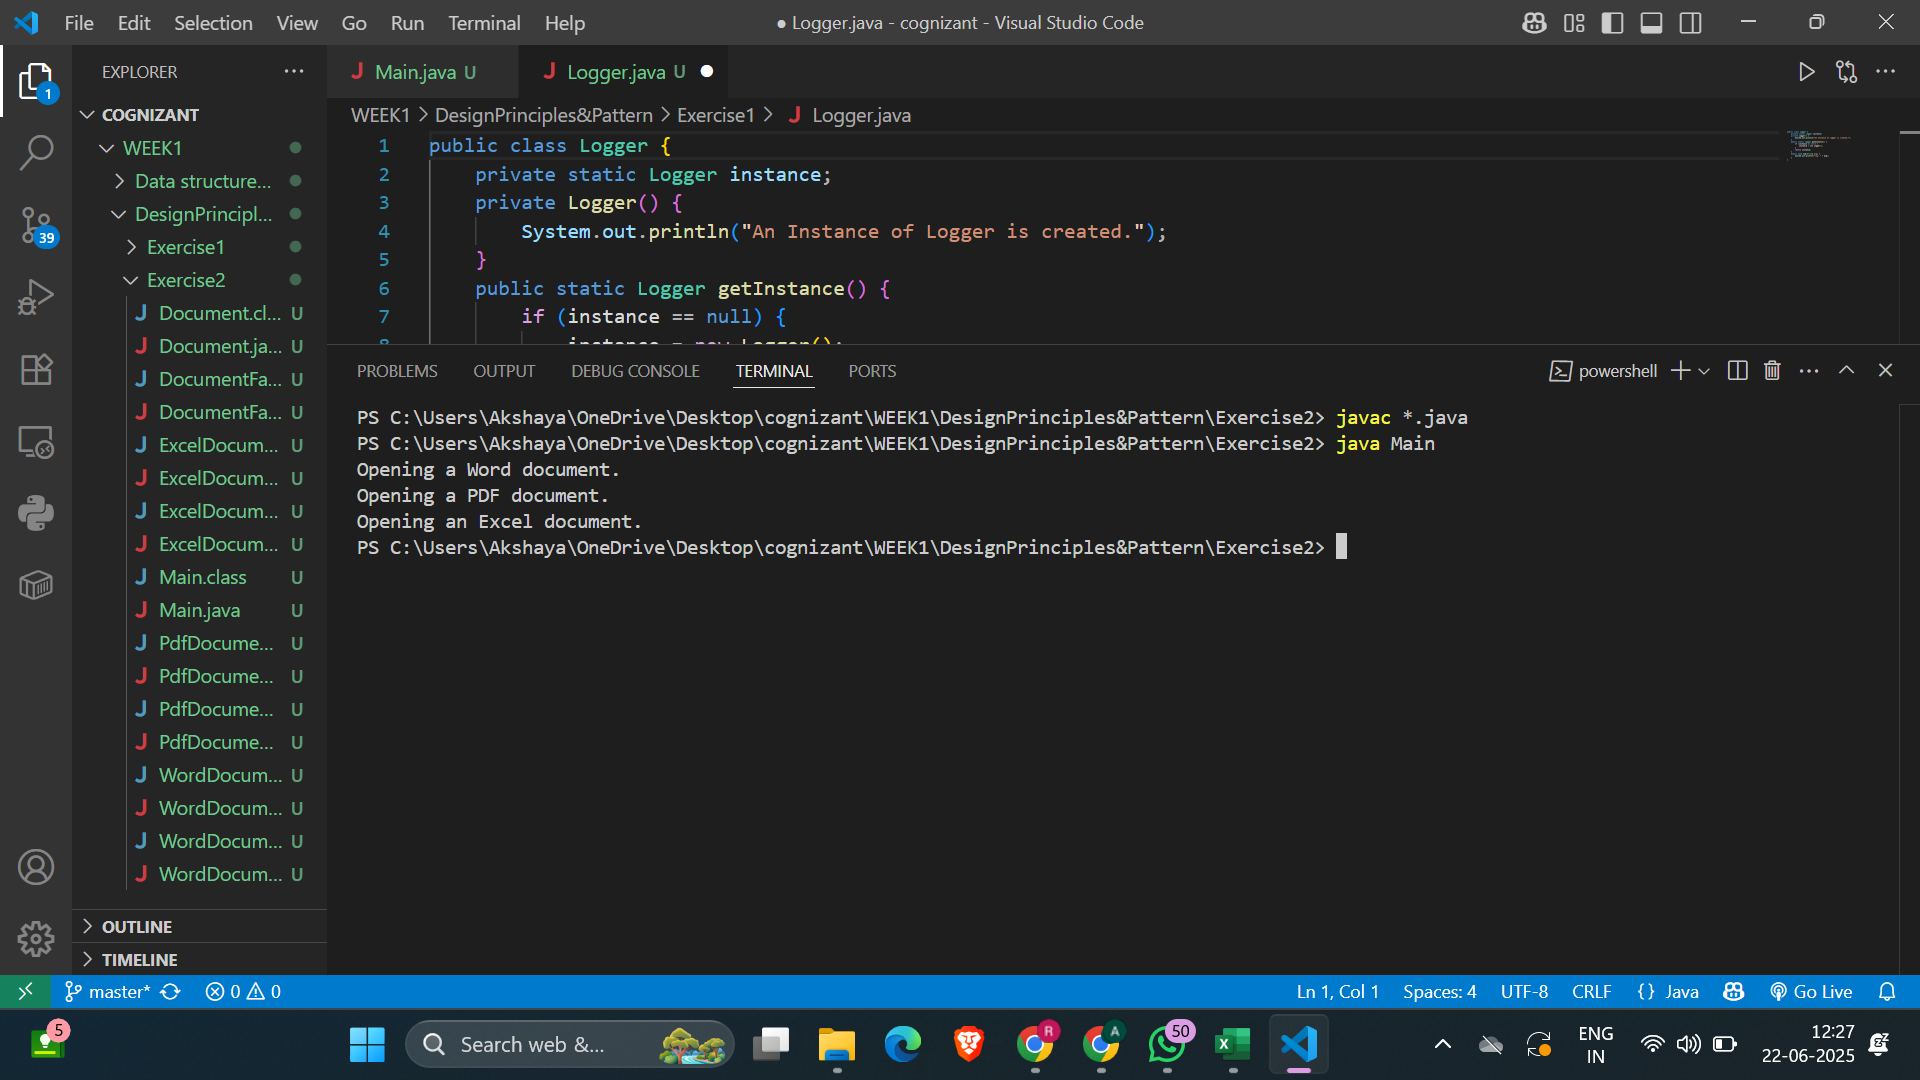 File Edit Selection View Go Run Terminal Help
● Logger.java - cognizant - Visual Studio Code
EXPLORER
Main.java U
Logger.java U
COGNIZANT
WEEK1
Data structure...
DesignPrincipl...
Exercise1
Exercise2
Document.cl... U
Document.ja... U
DocumentFa... U
DocumentFa... U
ExcelDocum... U
ExcelDocum... U
ExcelDocum... U
ExcelDocum... U
Main.class U
Main.java U
PdfDocume... U
PdfDocume... U
PdfDocume... U
PdfDocume... U
WordDocum... U
WordDocum... U
WordDocum... U
WordDocum... U
OUTLINE
TIMELINE
1
39
WEEK1 > DesignPrinciples&Pattern > Exercise1 > Logger.java
1 public class Logger {
2 private static Logger instance;
3 private Logger() {
4 System.out.println("An Instance of Logger is created.");
5 }
6 public static Logger getInstance() {
7 if (instance == null) {
8 instance = new Logger();
PROBLEMS OUTPUT DEBUG CONSOLE TERMINAL PORTS
powershell
PS C:\Users\Akshaya\OneDrive\Desktop\cognizant\WEEK1\DesignPrinciples&Pattern\Exercise2> javac *.java
PS C:\Users\Akshaya\OneDrive\Desktop\cognizant\WEEK1\DesignPrinciples&Pattern\Exercise2> java Main
Opening a Word document.
Opening a PDF document.
Opening an Excel document.
PS C:\Users\Akshaya\OneDrive\Desktop\cognizant\WEEK1\DesignPrinciples&Pattern\Exercise2>
master* 0 0
Ln 1, Col 1 Spaces: 4 UTF-8 CRLF {} Java Go Live
5
Search web &...
R
A
50
ENG
IN
12:27
22-06-2025